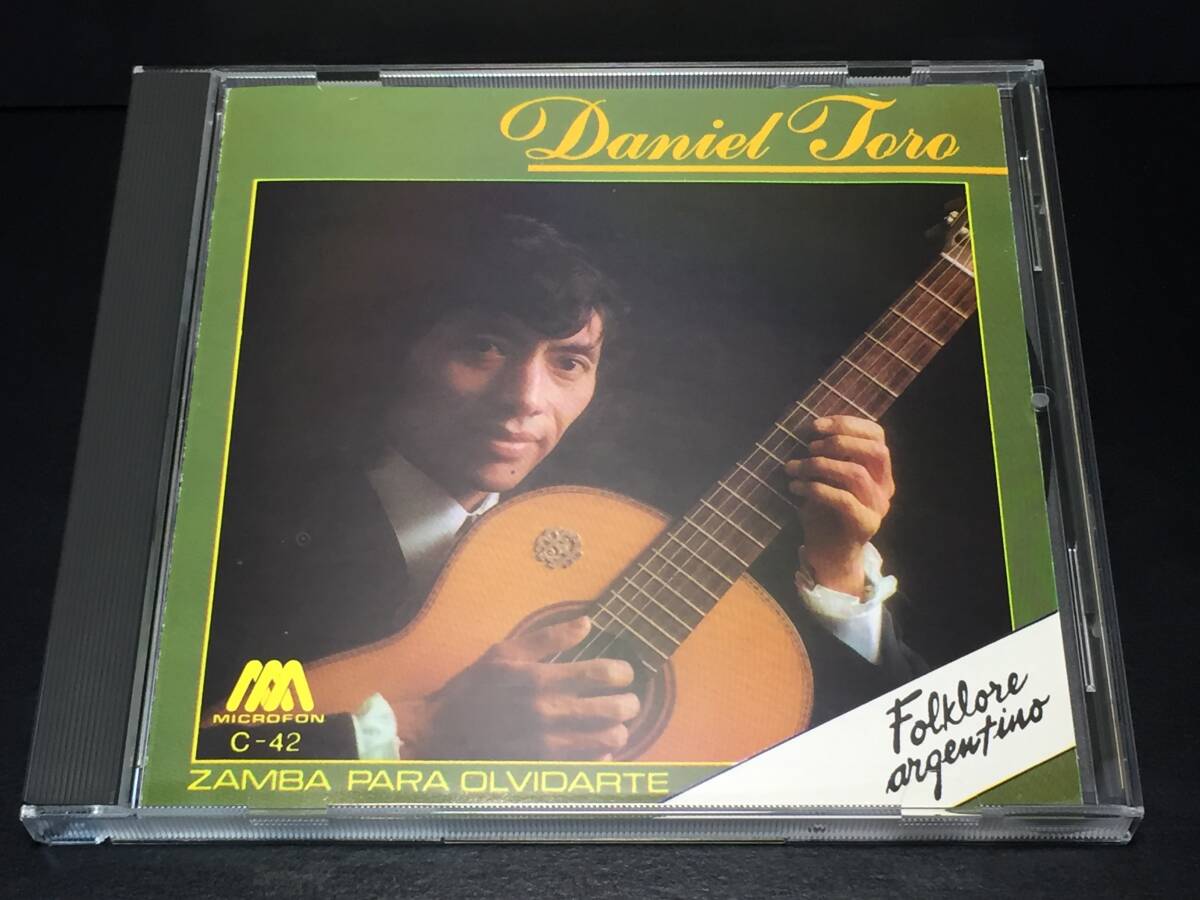 Daniel Toro
MICROFON
C-42
ZAMBA PARA OLVIDARTE
Folklore
argentino